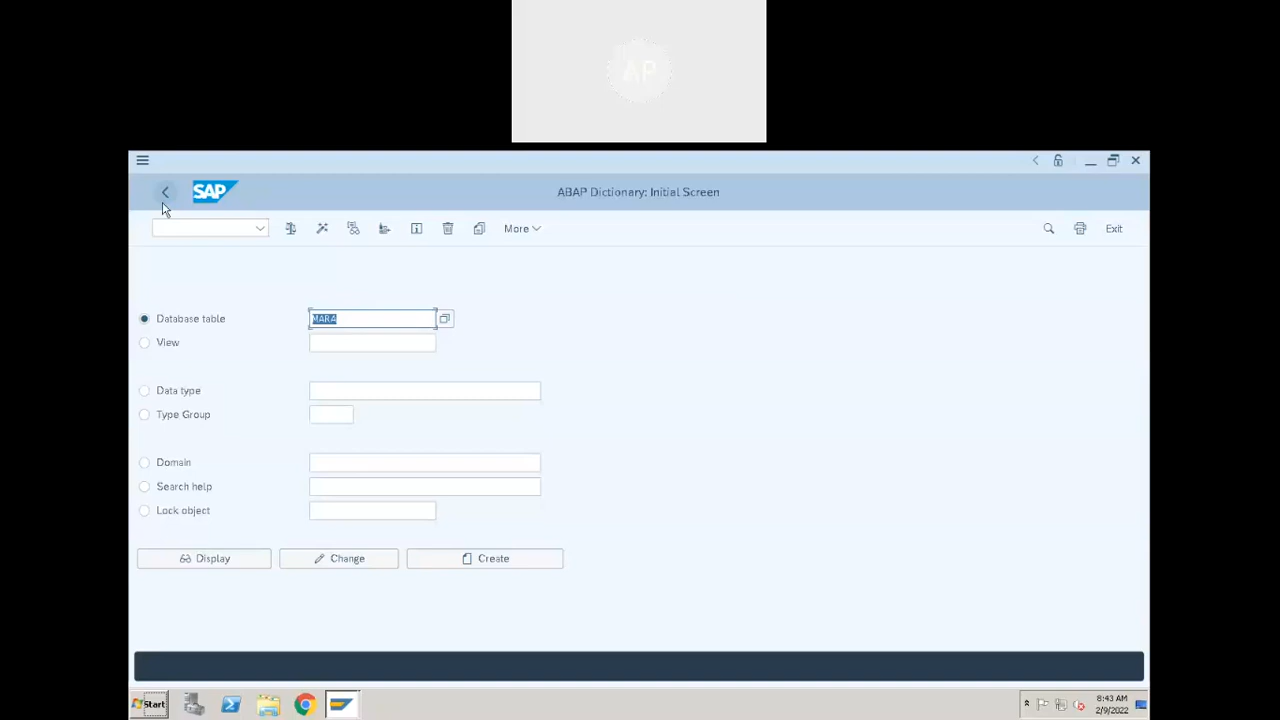 AP
SAP
ABAP Dictionary: Initial Screen
More
Exit
Database table
MARA
View
Data type
Type Group
Domain
Search help
Lock object
Display
Change
Create
Start
8:43 AM
2/9/2022